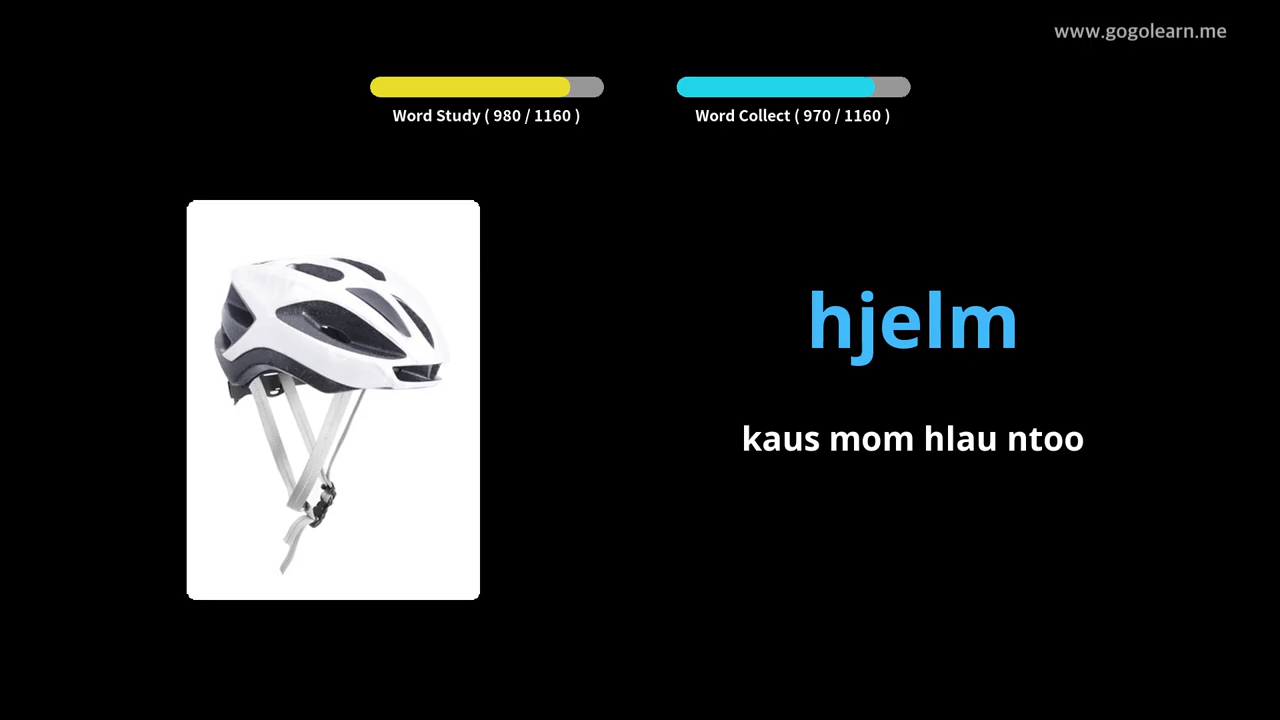 www.gogolearn.me
Word Study ( 980 / 1160 )
Word Collect ( 970 / 1160 )
hjelm
kaus mom hlau ntoo